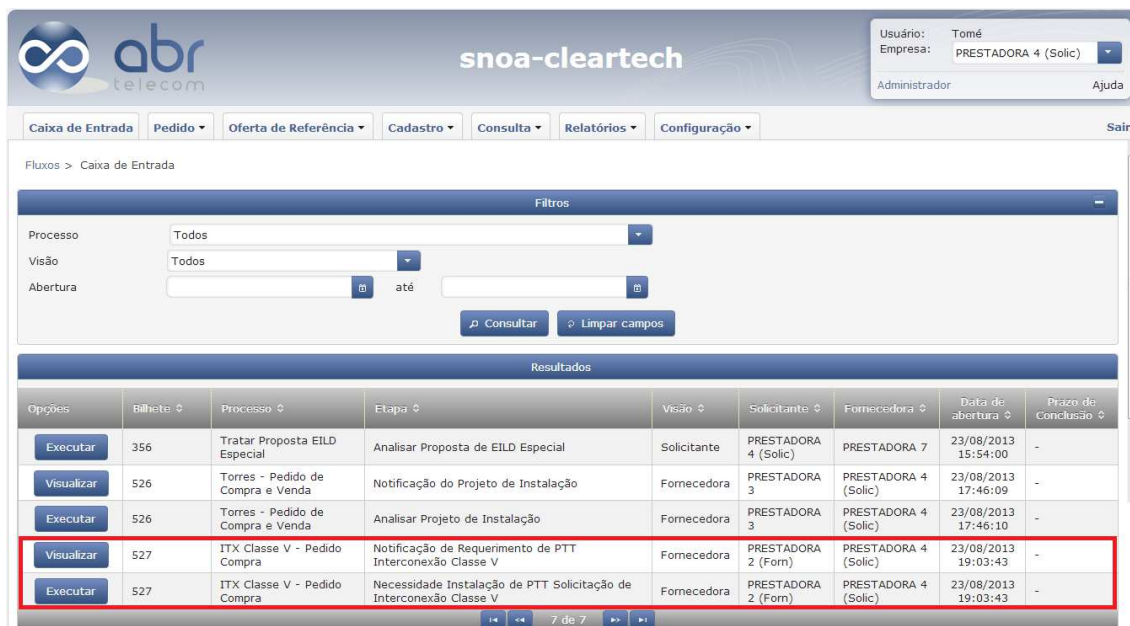 abr
telecom
snoa-cleartech
Usuário: Tomé
Empresa: PRESTADORA 4 (Solic)
Administrador Ajuda
Caixa de Entrada Pedido Oferta de Referência Cadastro Consulta Relatórios Configuração Sair
Fluxos > Caixa de Entrada
Filtros
Processo Todos
Visão Todos
Abertura até
Consultar Limpar campos
Resultados
Opções Bilhete Processo Etapa Visão Solicitante Fornecedora Data de abertura Prazo de Conclusão
Executar 356 Tratar Proposta EILD Especial Analisar Proposta de EILD Especial Solicitante PRESTADORA 4 (Solic) PRESTADORA 7 23/08/2013 15:54:00 -
Visualizar 526 Torres - Pedido de Compra e Venda Notificação do Projeto de Instalação Fornecedora PRESTADORA 3 PRESTADORA 4 (Solic) 23/08/2013 17:46:09 -
Executar 526 Torres - Pedido de Compra e Venda Analisar Projeto de Instalação Fornecedora PRESTADORA 3 PRESTADORA 4 (Solic) 23/08/2013 17:46:10 -
Visualizar 527 ITX Classe V - Pedido Compra Notificação de Requerimento de PTT Interconexão Classe V Fornecedora PRESTADORA 2 (Forn) PRESTADORA 4 (Solic) 23/08/2013 19:03:43 -
Executar 527 ITX Classe V - Pedido Compra Necessidade Instalação de PTT Solicitação de Interconexão Classe V Fornecedora PRESTADORA 2 (Forn) PRESTADORA 4 (Solic) 23/08/2013 19:03:43 -
7 de 7